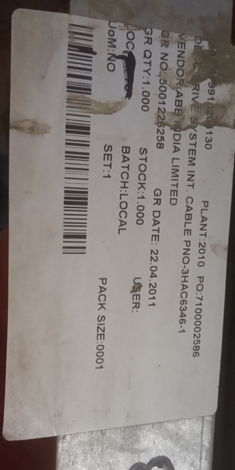 PLANT:2010 PO:7100002586
SYSTEM INT. CABLE PNO-3HAC6346-1
VENDOR:ABB INDIA LIMITED
GR NO:5001226258 GR DATE: 22.04.2011
GR QTY:1.000 STOCK:1.000 USER:
BATCH:LOCAL
UOM:NO SET:1 PACK SIZE:0001